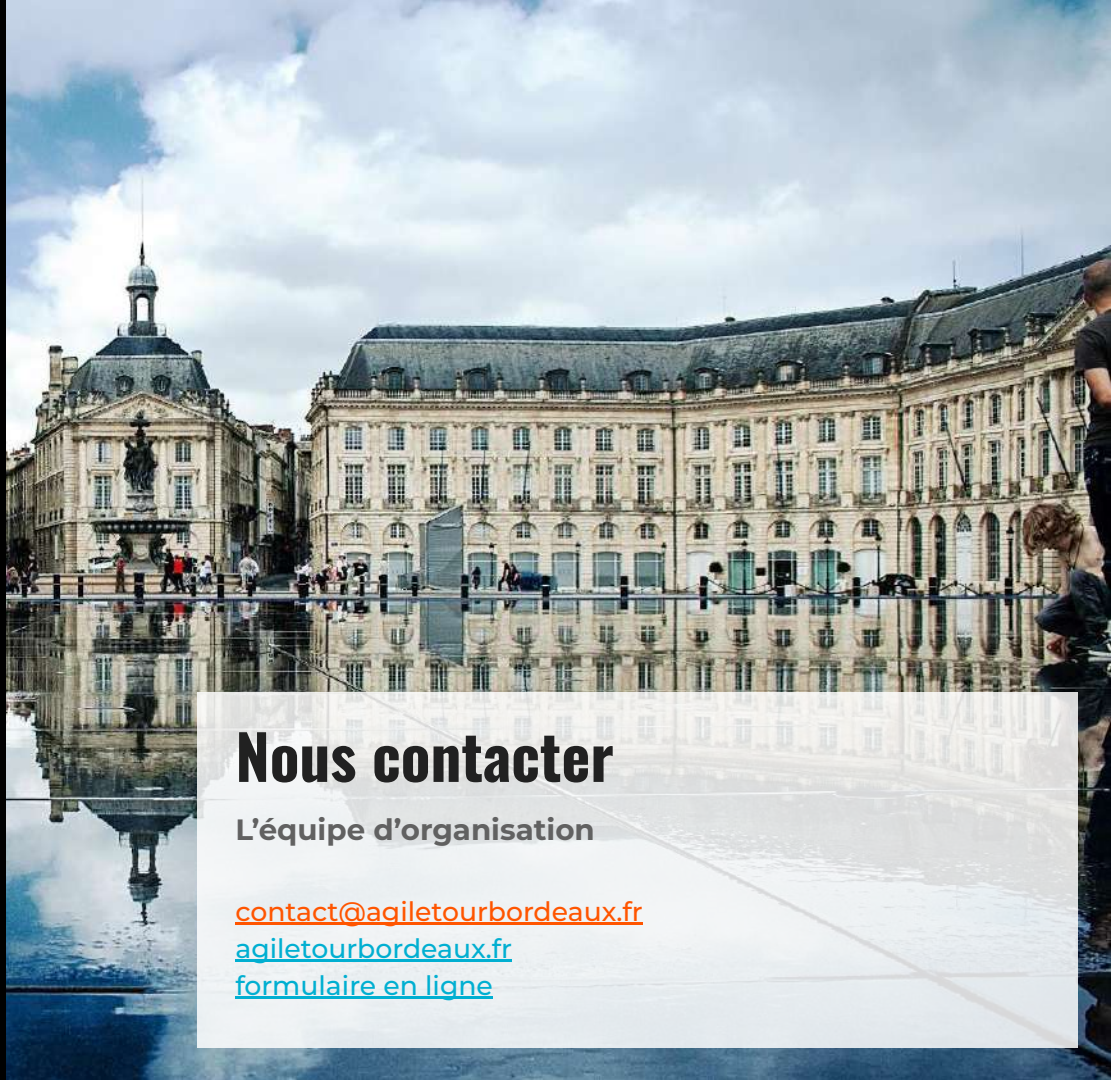 Nous contacter
L’équipe d’organisation
contact@agiletourbordeaux.fr
agiletourbordeaux.fr
formulaire en ligne